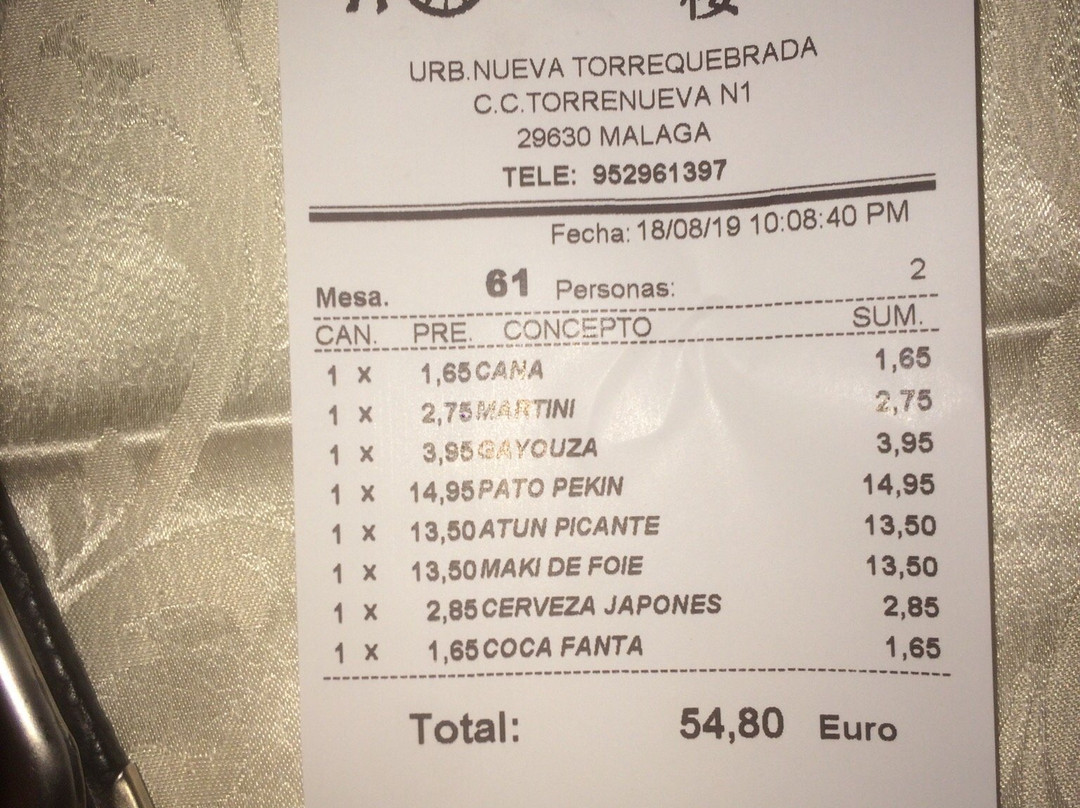 URB.NUEVA TORREQUEBRADA
C.C.TORRENUEVA N1
29630 MALAGA
TELE: 952961397
Fecha: 18/08/19 10:08:40 PM
Mesa. 61 Personas: 2
CAN. PRE. CONCEPTO SUM.
1 x 1,65 CANA 1,65
1 x 2,75 MARTINI 2,75
1 x 3,95 GAYOUZA 3,95
1 x 14,95 PATO PEKIN 14,95
1 x 13,50 ATUN PICANTE 13,50
1 x 13,50 MAKI DE FOIE 13,50
1 x 2,85 CERVEZA JAPONES 2,85
1 x 1,65 COCA FANTA 1,65
Total: 54,80 Euro